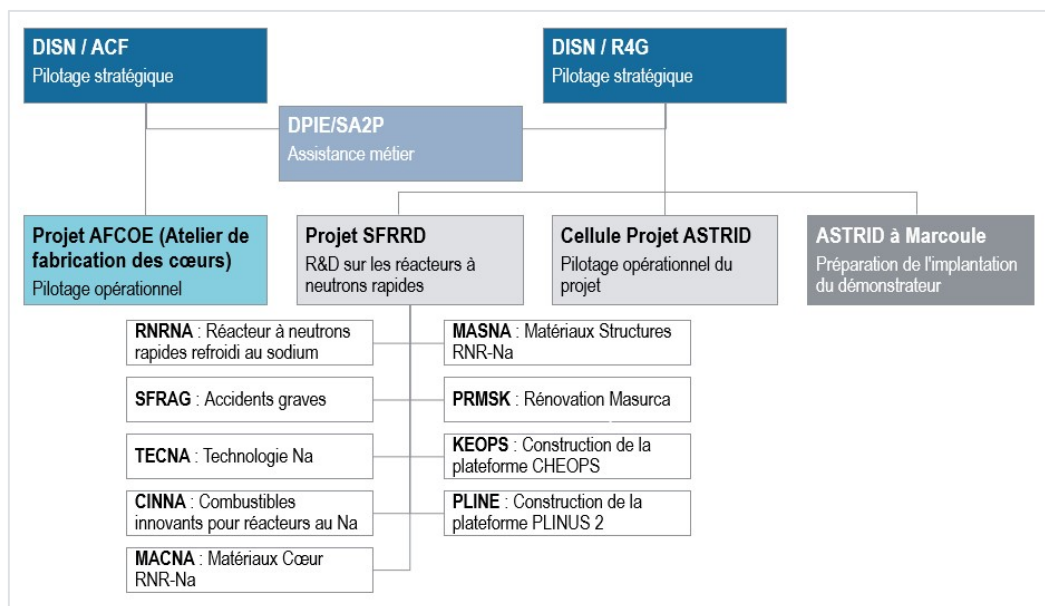 DISN / ACF
Pilotage stratégique
DISN / R4G
Pilotage stratégique
DPIE/SA2P
Assistance métier
Projet AFCOE (Atelier de
fabrication des cœurs)
Pilotage opérationnel
Projet SFRRD
R&D sur les réacteurs à
neutrons rapides
Cellule Projet ASTRID
Pilotage opérationnel du
projet
ASTRID à Marcoule
Préparation de l'implantation
du démonstrateur
RNRNA : Réacteur à neutrons
rapides refroidi au sodium
MASNA : Matériaux Structures
RNR-Na
SFRAG : Accidents graves
PRMSK : Rénovation Masurca
TECNA : Technologie Na
KEOPS : Construction de la
plateforme CHEOPS
CINNA : Combustibles
innovants pour réacteurs au Na
PLINE : Construction de la
plateforme PLINUS 2
MACNA : Matériaux Cœur
RNR-Na